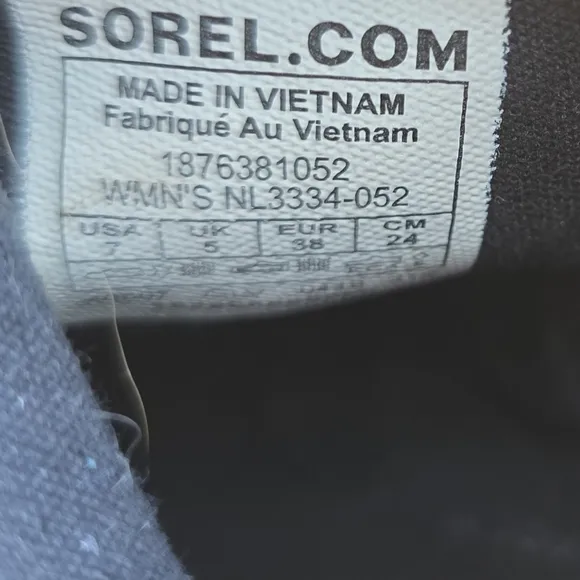 SOREL.COM
MADE IN VIETNAM
Fabriqué Au Vietnam
1876381052
WMN'S NL3334-052
USA UK EUR CM
7 5 38 24